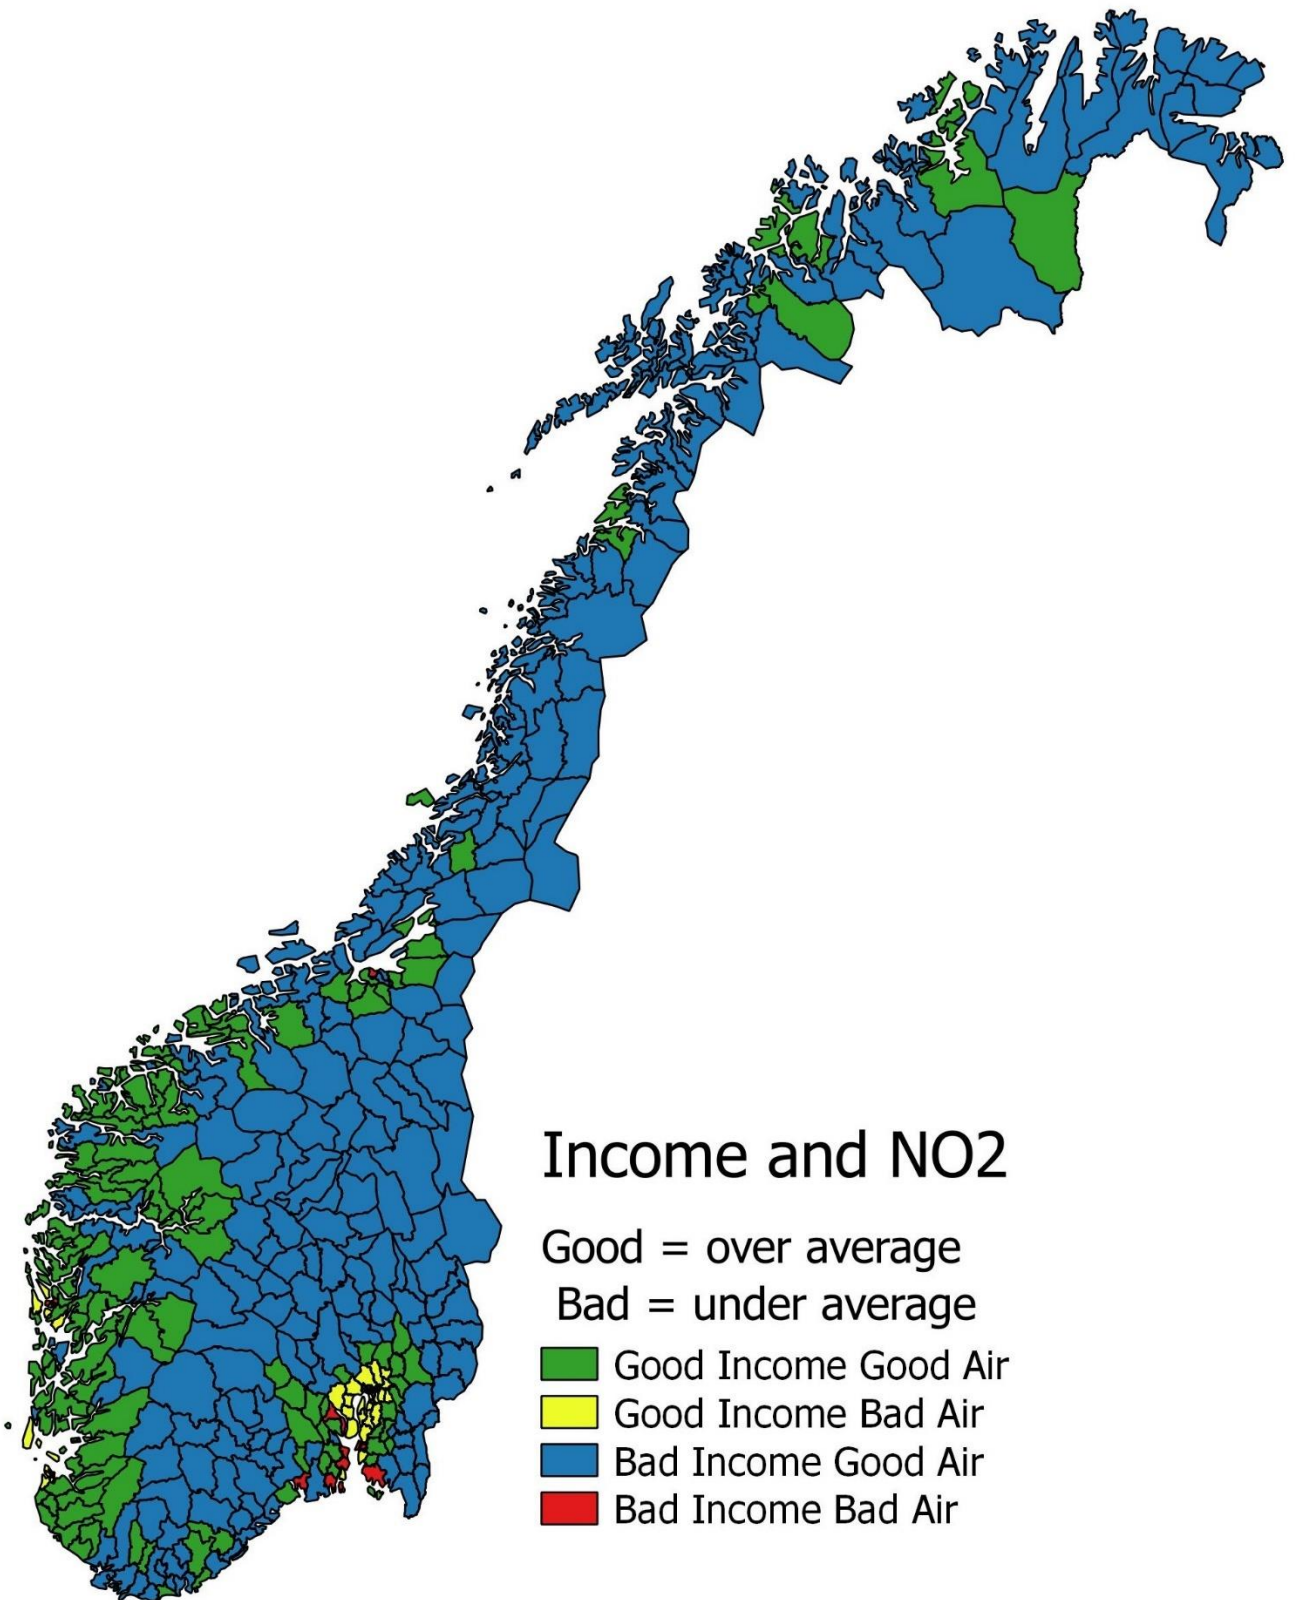 Income and NO2
Good = over average
Bad = under average
Good Income Good Air
Good Income Bad Air
Bad Income Good Air
Bad Income Bad Air